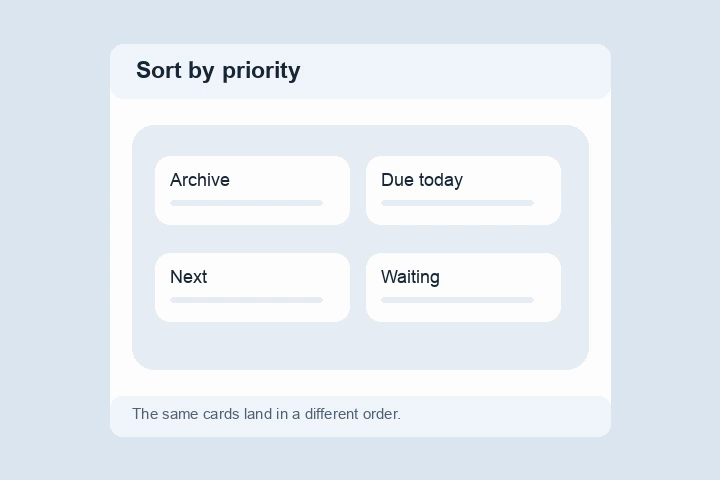 Sort by priority
Archive
Due today
Next
Waiting
The same cards land in a different order.